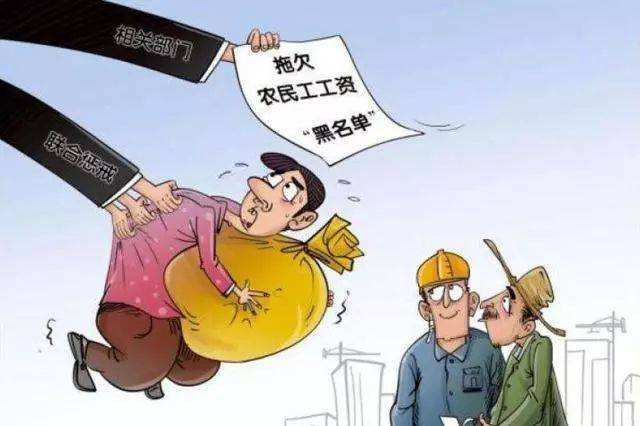 相关部门
拖欠
农民工工资
“黑名单”
联合惩戒